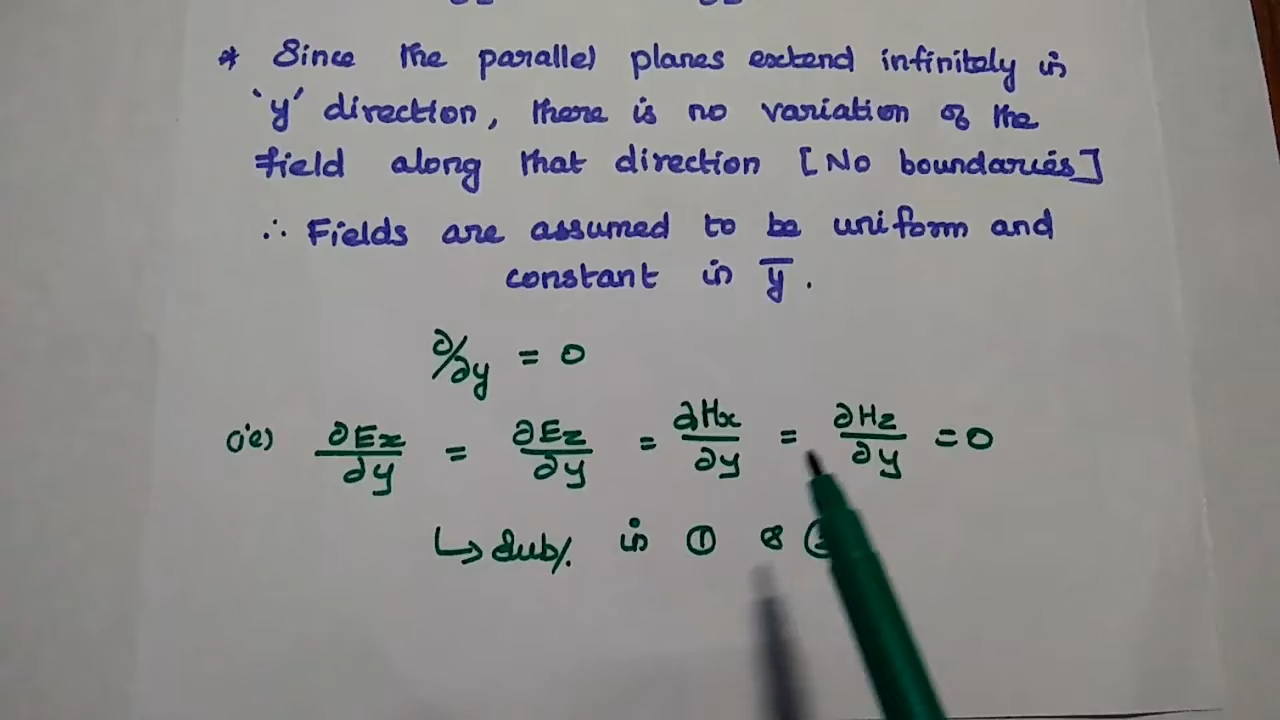 * Since the parallel planes extend infinitely in
'y' direction, there is no variation of the
field along that direction [No boundaries]
∴ Fields are assumed to be uniform and
constant in y̅.
∂/∂y = 0
(ie) ∂Ex/∂y = ∂Ez/∂y = ∂Hx/∂y = ∂Hz/∂y = 0
↳ Sub/. in ① &